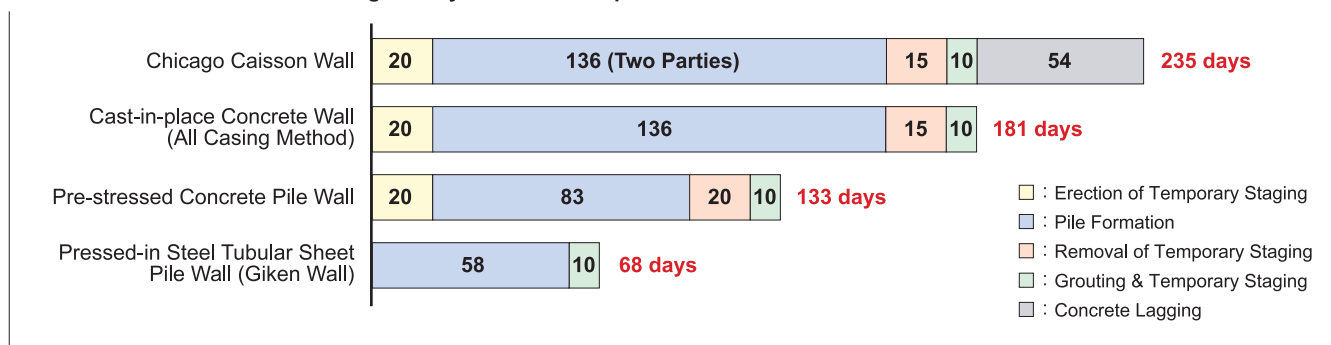 Chicago Caisson Wall
20 136 (Two Parties) 15 10 54 235 days
Cast-in-place Concrete Wall
(All Casing Method)
20 136 15 10 181 days
Pre-stressed Concrete Pile Wall
20 83 20 10 133 days
Pressed-in Steel Tubular Sheet
Pile Wall (Giken Wall)
58 10 68 days
: Erection of Temporary Staging
: Pile Formation
: Removal of Temporary Staging
: Grouting & Temporary Staging
: Concrete Lagging